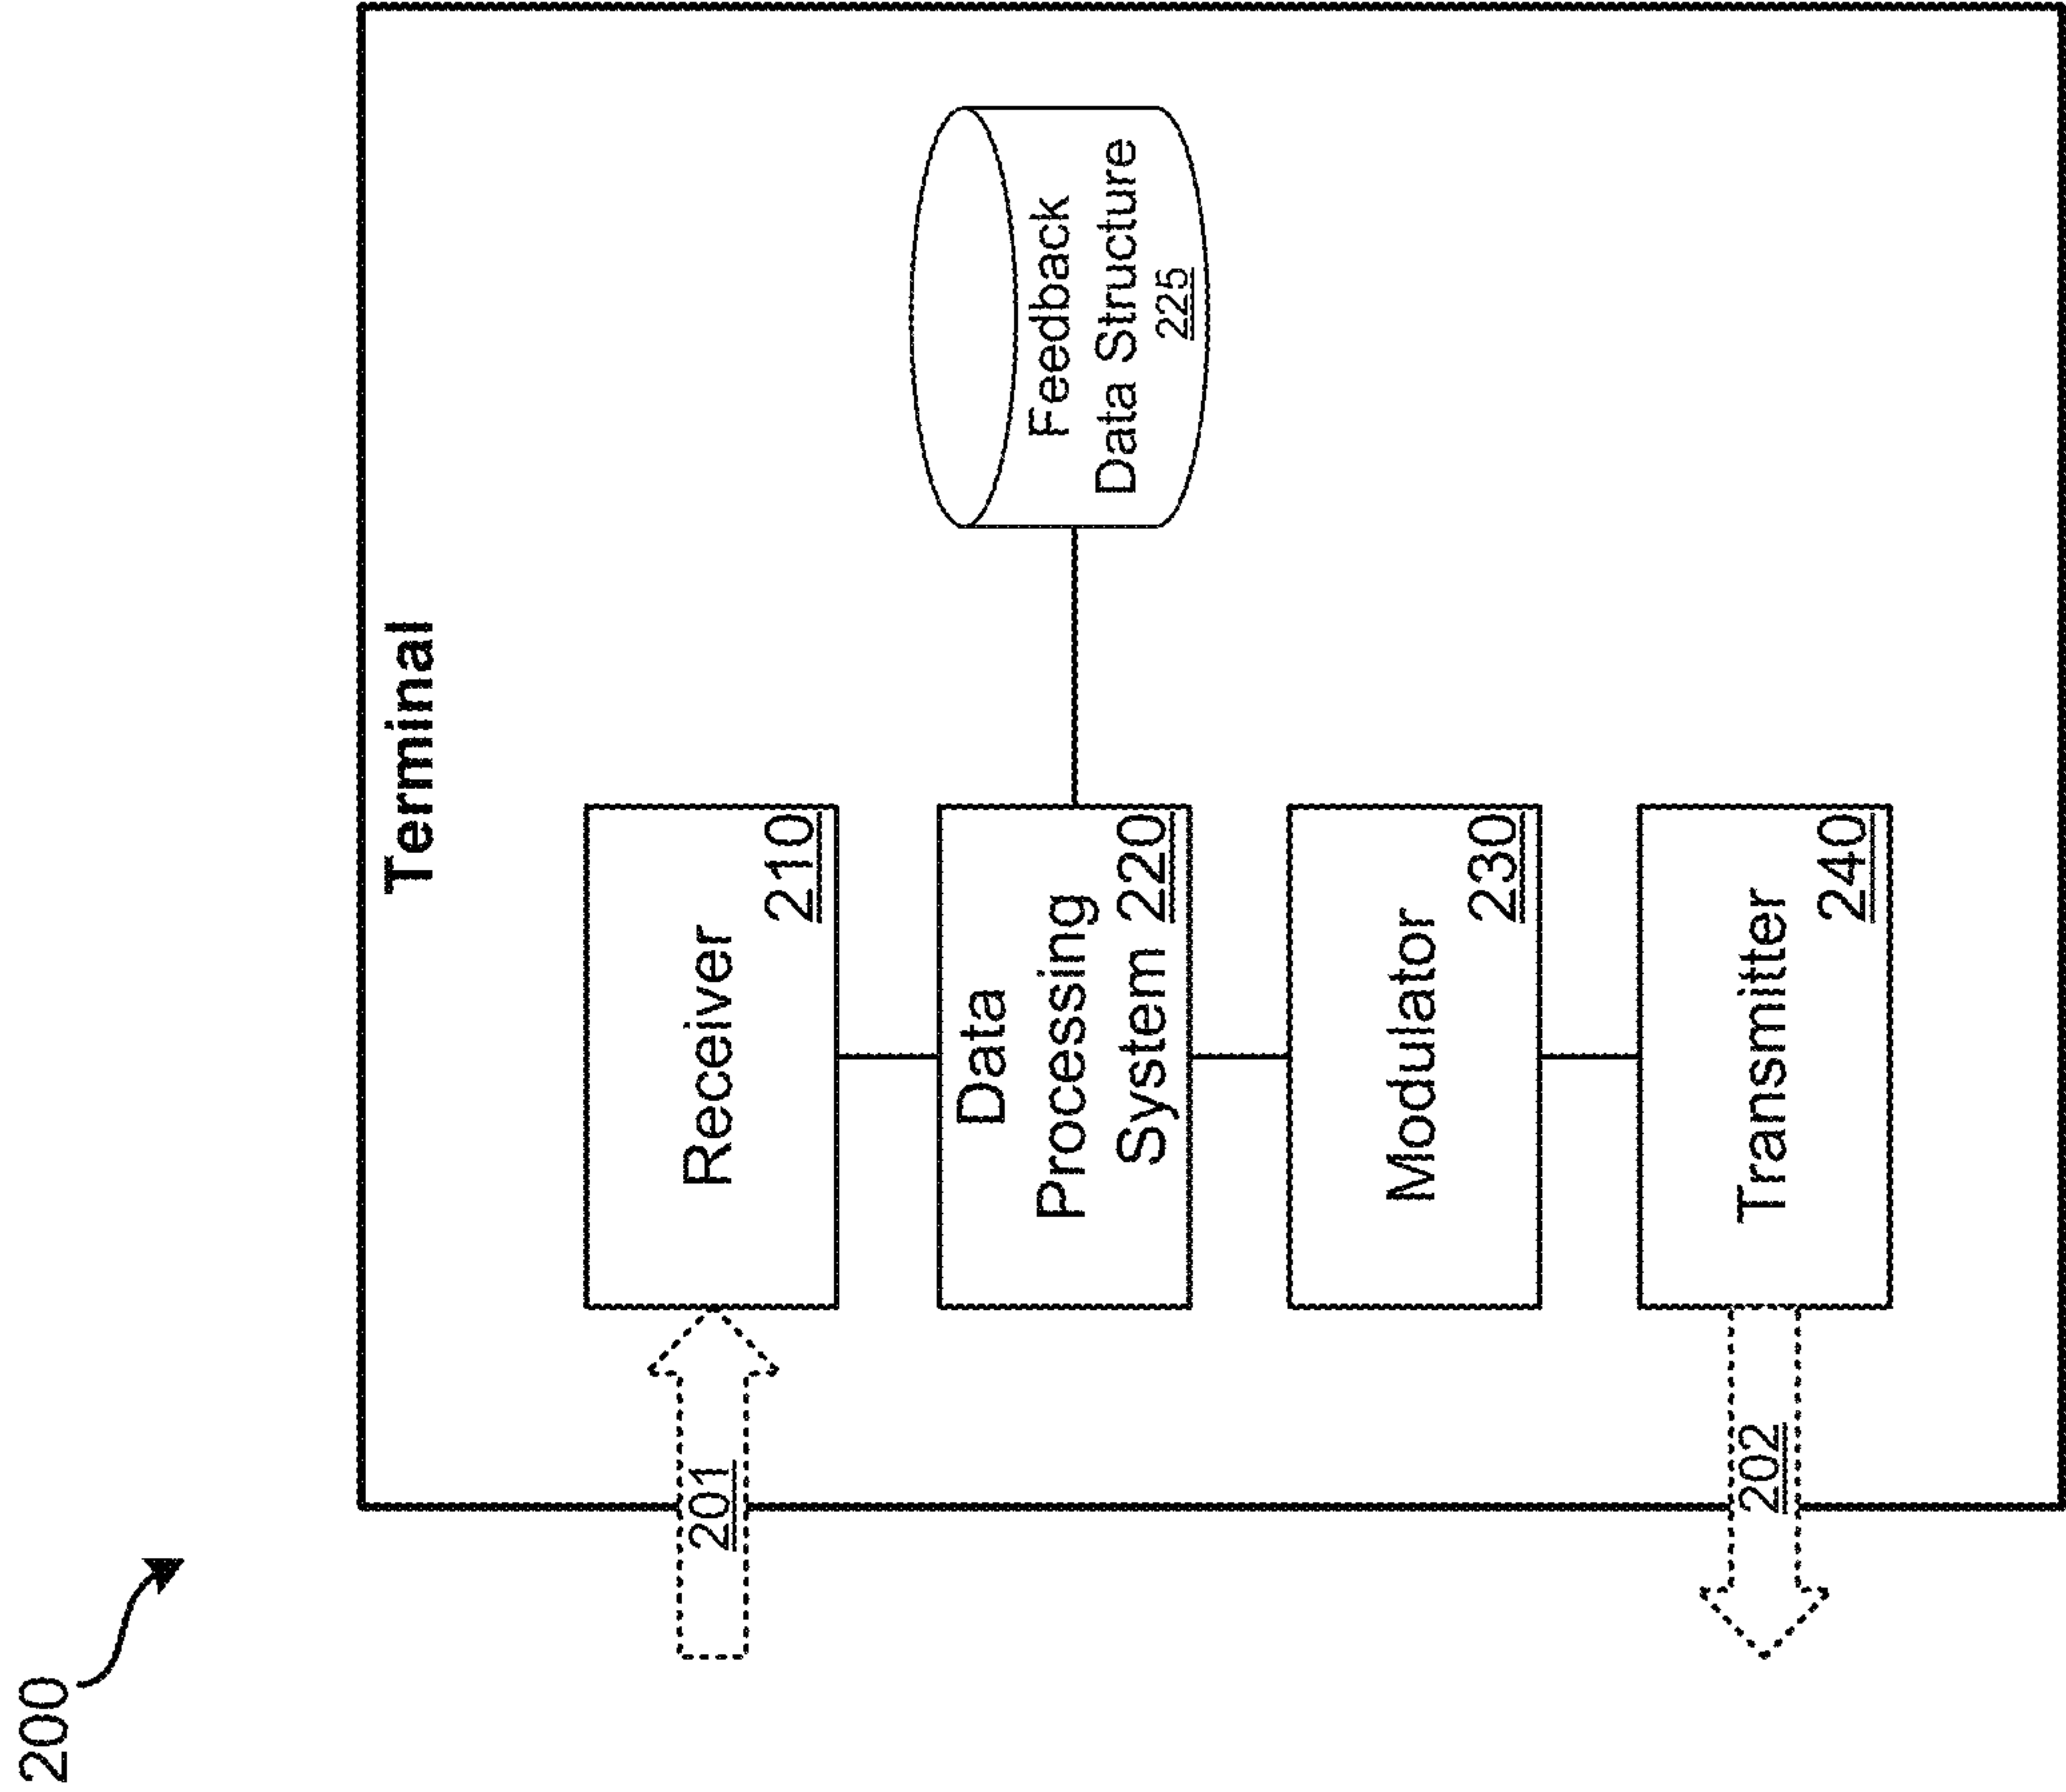 200
Terminal
201
Receiver
210
Data
Processing
System 220
Feedback
Data Structure
225
Modulator
230
202
Transmitter
240